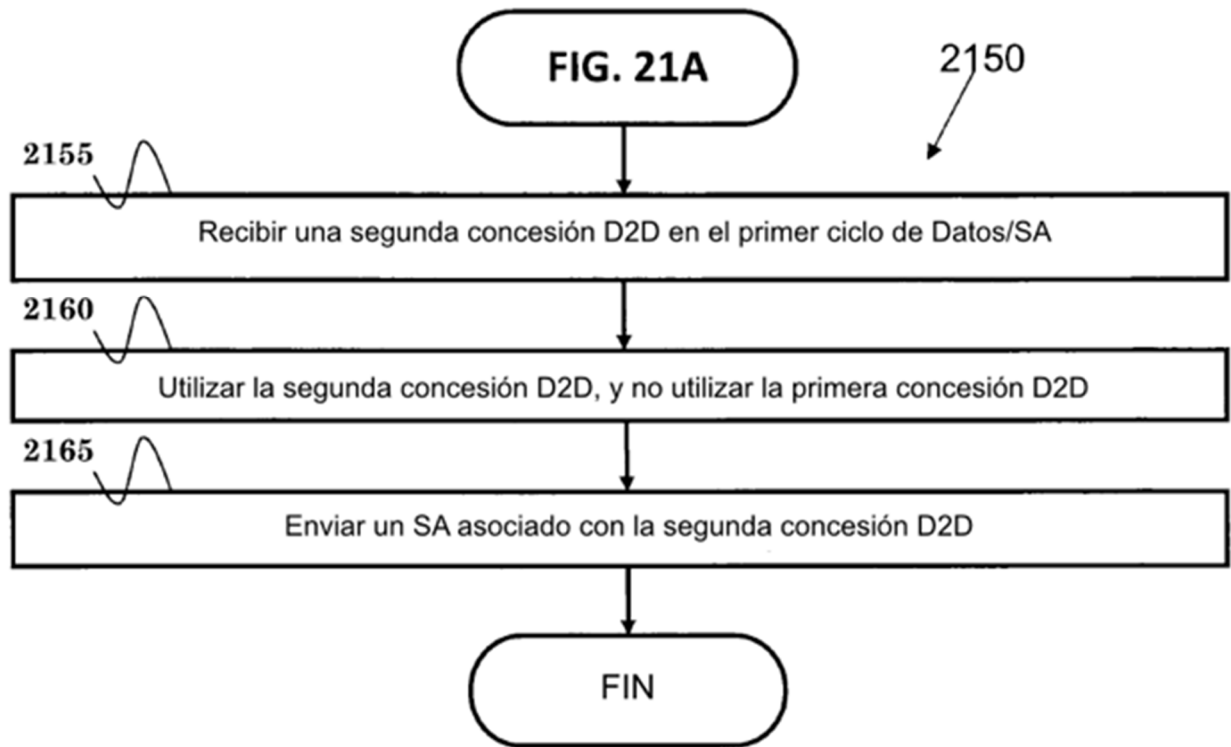 FIG. 21A
2150
2155
Recibir una segunda concesión D2D en el primer ciclo de Datos/SA
2160
Utilizar la segunda concesión D2D, y no utilizar la primera concesión D2D
2165
Enviar un SA asociado con la segunda concesión D2D
FIN